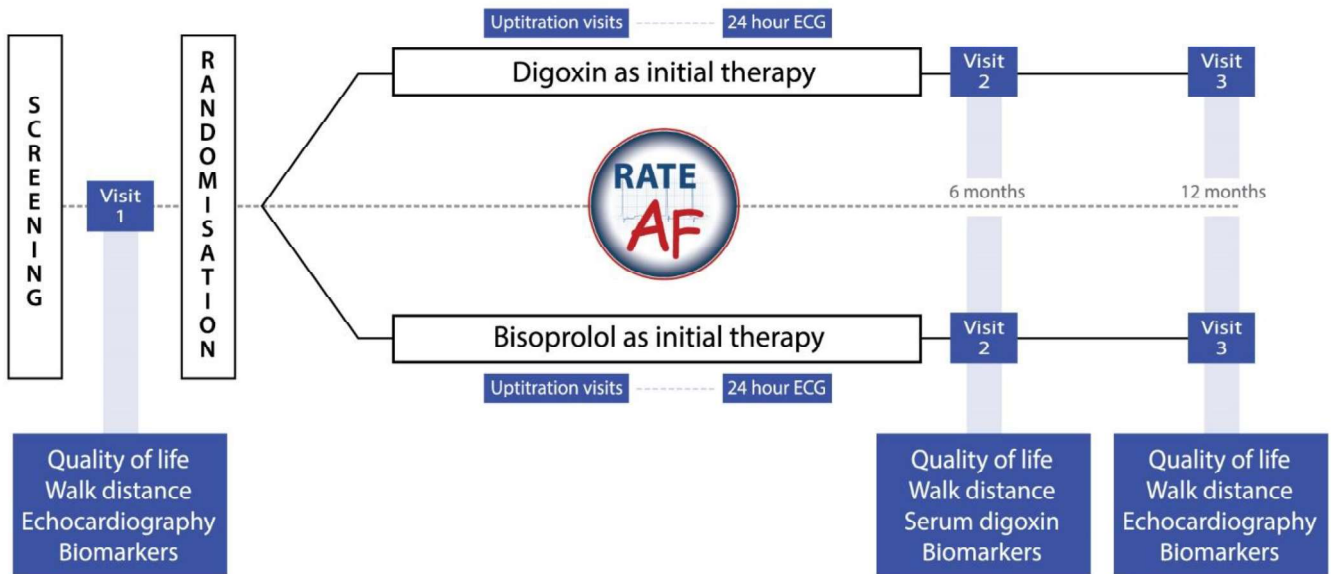 Uptitration visits
24 hour ECG
SCREENING
RANDOMISATION
Digoxin as initial therapy
Visit
2
Visit
3
Visit
1
RATE
AF
6 months
12 months
Bisoprolol as initial therapy
Visit
2
Visit
3
Uptitration visits
24 hour ECG
Quality of life
Walk distance
Echocardiography
Biomarkers
Quality of life
Walk distance
Serum digoxin
Biomarkers
Quality of life
Walk distance
Echocardiography
Biomarkers